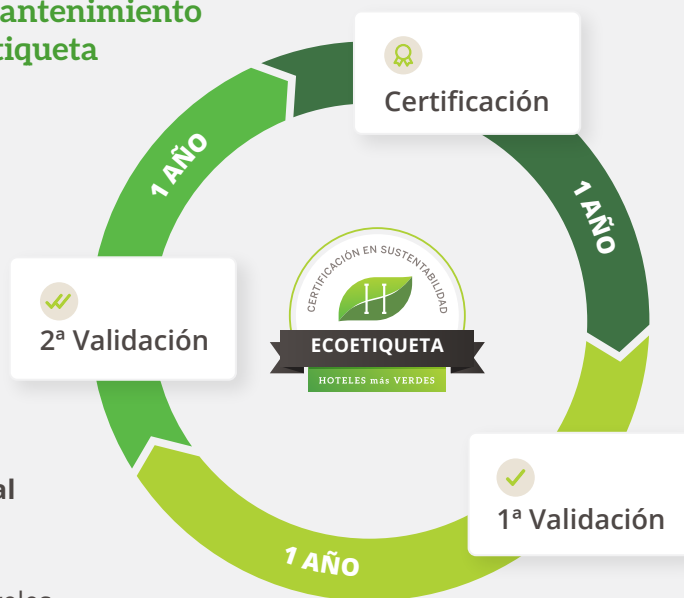 antenimiento
tiqueta
Certificación
1 AÑO
1 AÑO
CERTIFICACIÓN EN SUSTENTABILIDAD
H
ECOETIQUETA
HOTELES más VERDES
2ª Validación
al
1ª Validación
1 AÑO